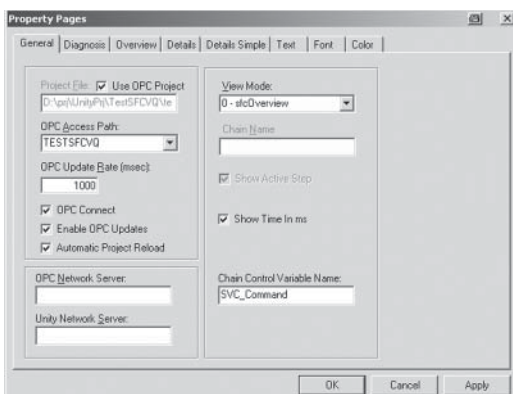 Property Pages
General Diagnosis Overview Details Details Simple Text Font Color
Project File: Use OPC Project
D:\prj\UnityPrj\TestSFCVQ\te
OPC Access Path:
TESTSFCVQ
OPC Update Rate (msec):
1000
OPC Connect
Enable OPC Updates
Automatic Project Reload
OPC Network Server:
Unity Network Server:
View Mode:
0 - sfcOverview
Chain Name
Show Active Step
Show Time In ms
Chain Control Variable Name:
SVC_Command
OK Cancel Apply